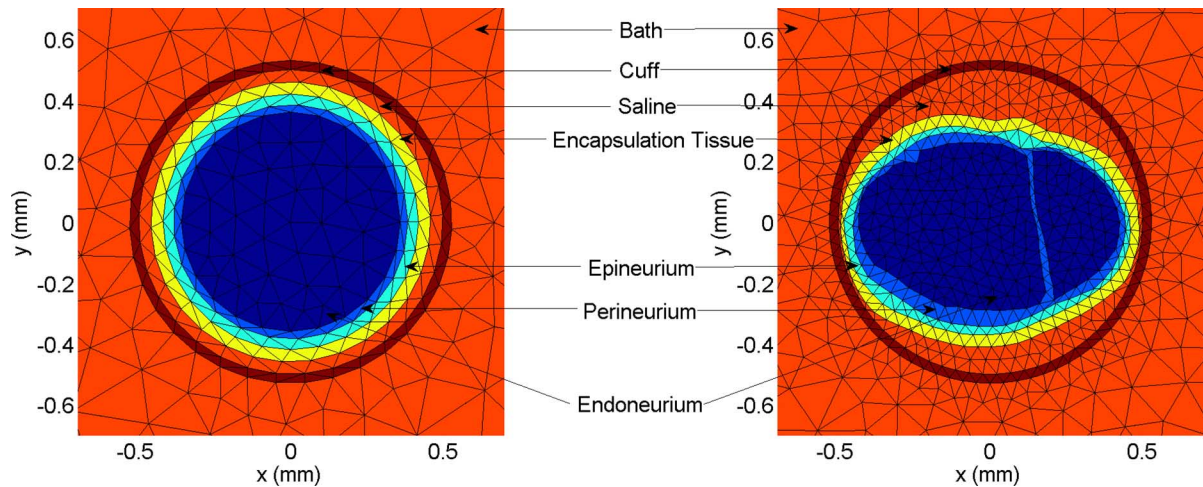 Bath
Cuff
Saline
Encapsulation Tissue
Epineurium
Perineurium
Endoneurium
0.6
0.4
0.2
0
-0.2
-0.4
-0.6
y (mm)
-0.5
0
0.5
x (mm)
0.6
0.4
0.2
0
-0.2
-0.4
-0.6
y (mm)
-0.5
0
0.5
x (mm)